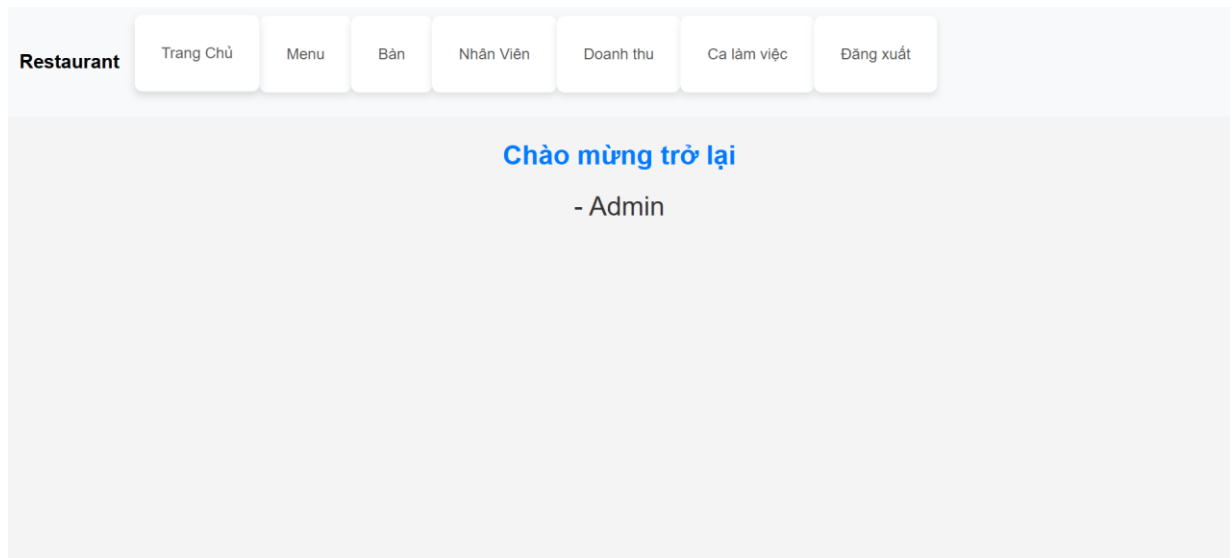 Restaurant Trang Chủ Menu Bàn Nhân Viên Doanh thu Ca làm việc Đăng xuất
Chào mừng trở lại
- Admin